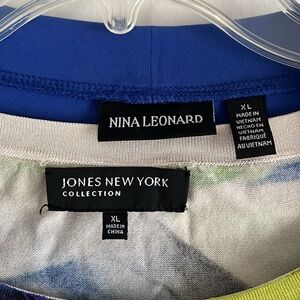 NINA LEONARD
XL
MADE IN
VIETNAM
HECHO EN
VIETNAM
FABRIQUÉ
AU VIETNAM
JONES NEW YORK
COLLECTION
XL
MADE IN
CHINA